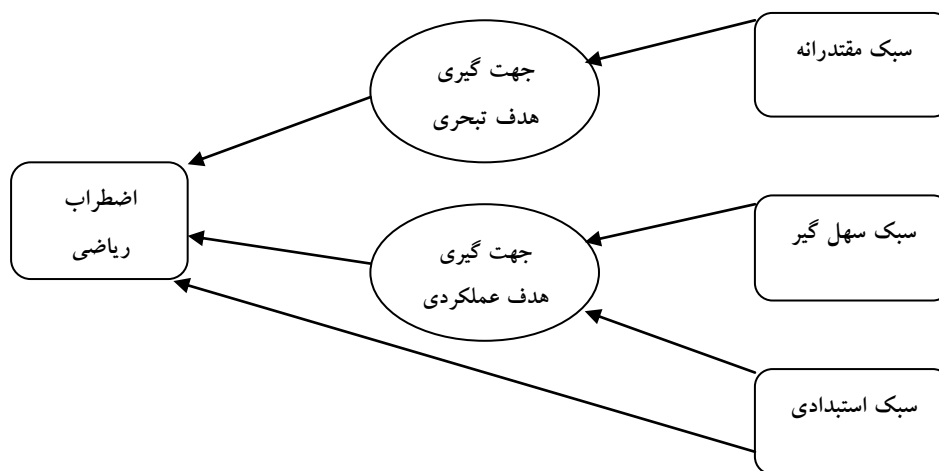 سبک مقتدرانه
جهت گیری
هدف تبحری
سبک سهل گیر
جهت گیری
هدف عملکردی
اضطراب
ریاضی
سبک استبدادی